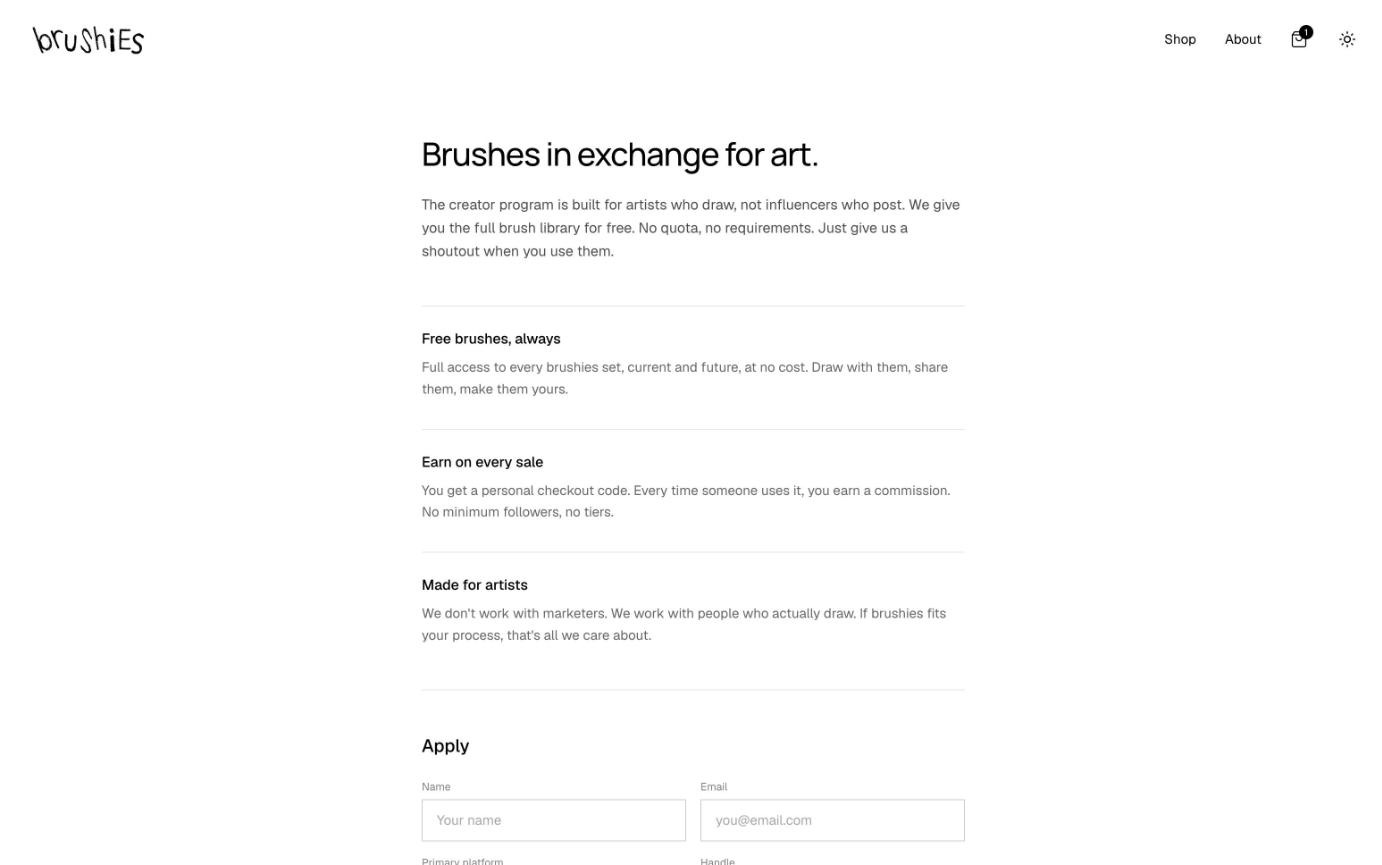 bruShiEs
Shop
About
1
Brushes in exchange for art.
The creator program is built for artists who draw, not influencers who post. We give
you the full brush library for free. No quota, no requirements. Just give us a
shoutout when you use them.
Free brushes, always
Full access to every brushies set, current and future, at no cost. Draw with them, share
them, make them yours.
Earn on every sale
You get a personal checkout code. Every time someone uses it, you earn a commission.
No minimum followers, no tiers.
Made for artists
We don't work with marketers. We work with people who actually draw. If brushies fits
your process, that's all we care about.
Apply
Name
Email
Your name
you@email.com
Primary platform
Handle